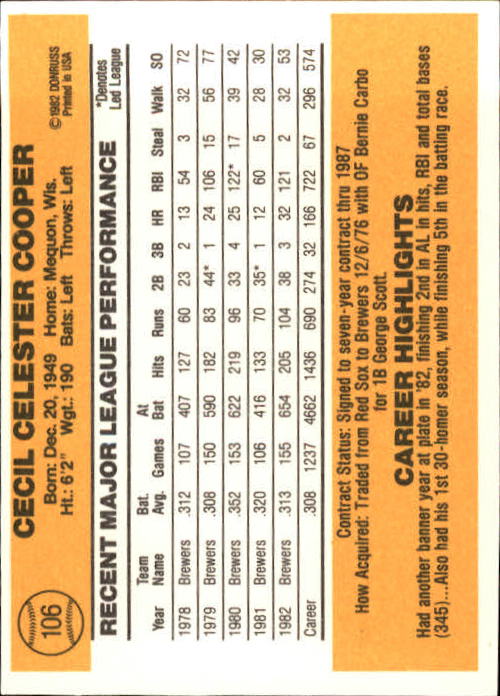 106
CECIL CELESTER COOPER
Born: Dec. 20, 1949 Home: Mequon, Wis.
Ht.: 6'2" Wgt.: 190 Bats: Left Throws: Left
©1982 DONRUSS
Printed in USA
RECENT MAJOR LEAGUE PERFORMANCE
*Denotes
Led League
Year Team Name Bat. Avg. Games At Bat Hits Runs 2B 3B HR RBI Steal Walk SO
1978 Brewers .312 107 407 127 60 23 2 13 54 3 32 72
1979 Brewers .308 150 590 182 83 44* 1 24 106 15 56 77
1980 Brewers .352 153 622 219 96 33 4 25 122* 17 39 42
1981 Brewers .320 106 416 133 70 35* 1 12 60 5 28 30
1982 Brewers .313 155 654 205 104 38 3 32 121 2 32 53
Career .308 1237 4662 1436 690 274 32 166 722 67 296 574
Contract Status: Signed to seven-year contract thru 1987
How Acquired: Traded from Red Sox to Brewers 12/6/76 with OF Bernie Carbo
for 1B George Scott.
CAREER HIGHLIGHTS
Had another banner year at plate in '82, finishing 2nd in AL in hits, RBI and total bases
(345)...Also had his 1st 30-homer season, while finishing 5th in the batting race.